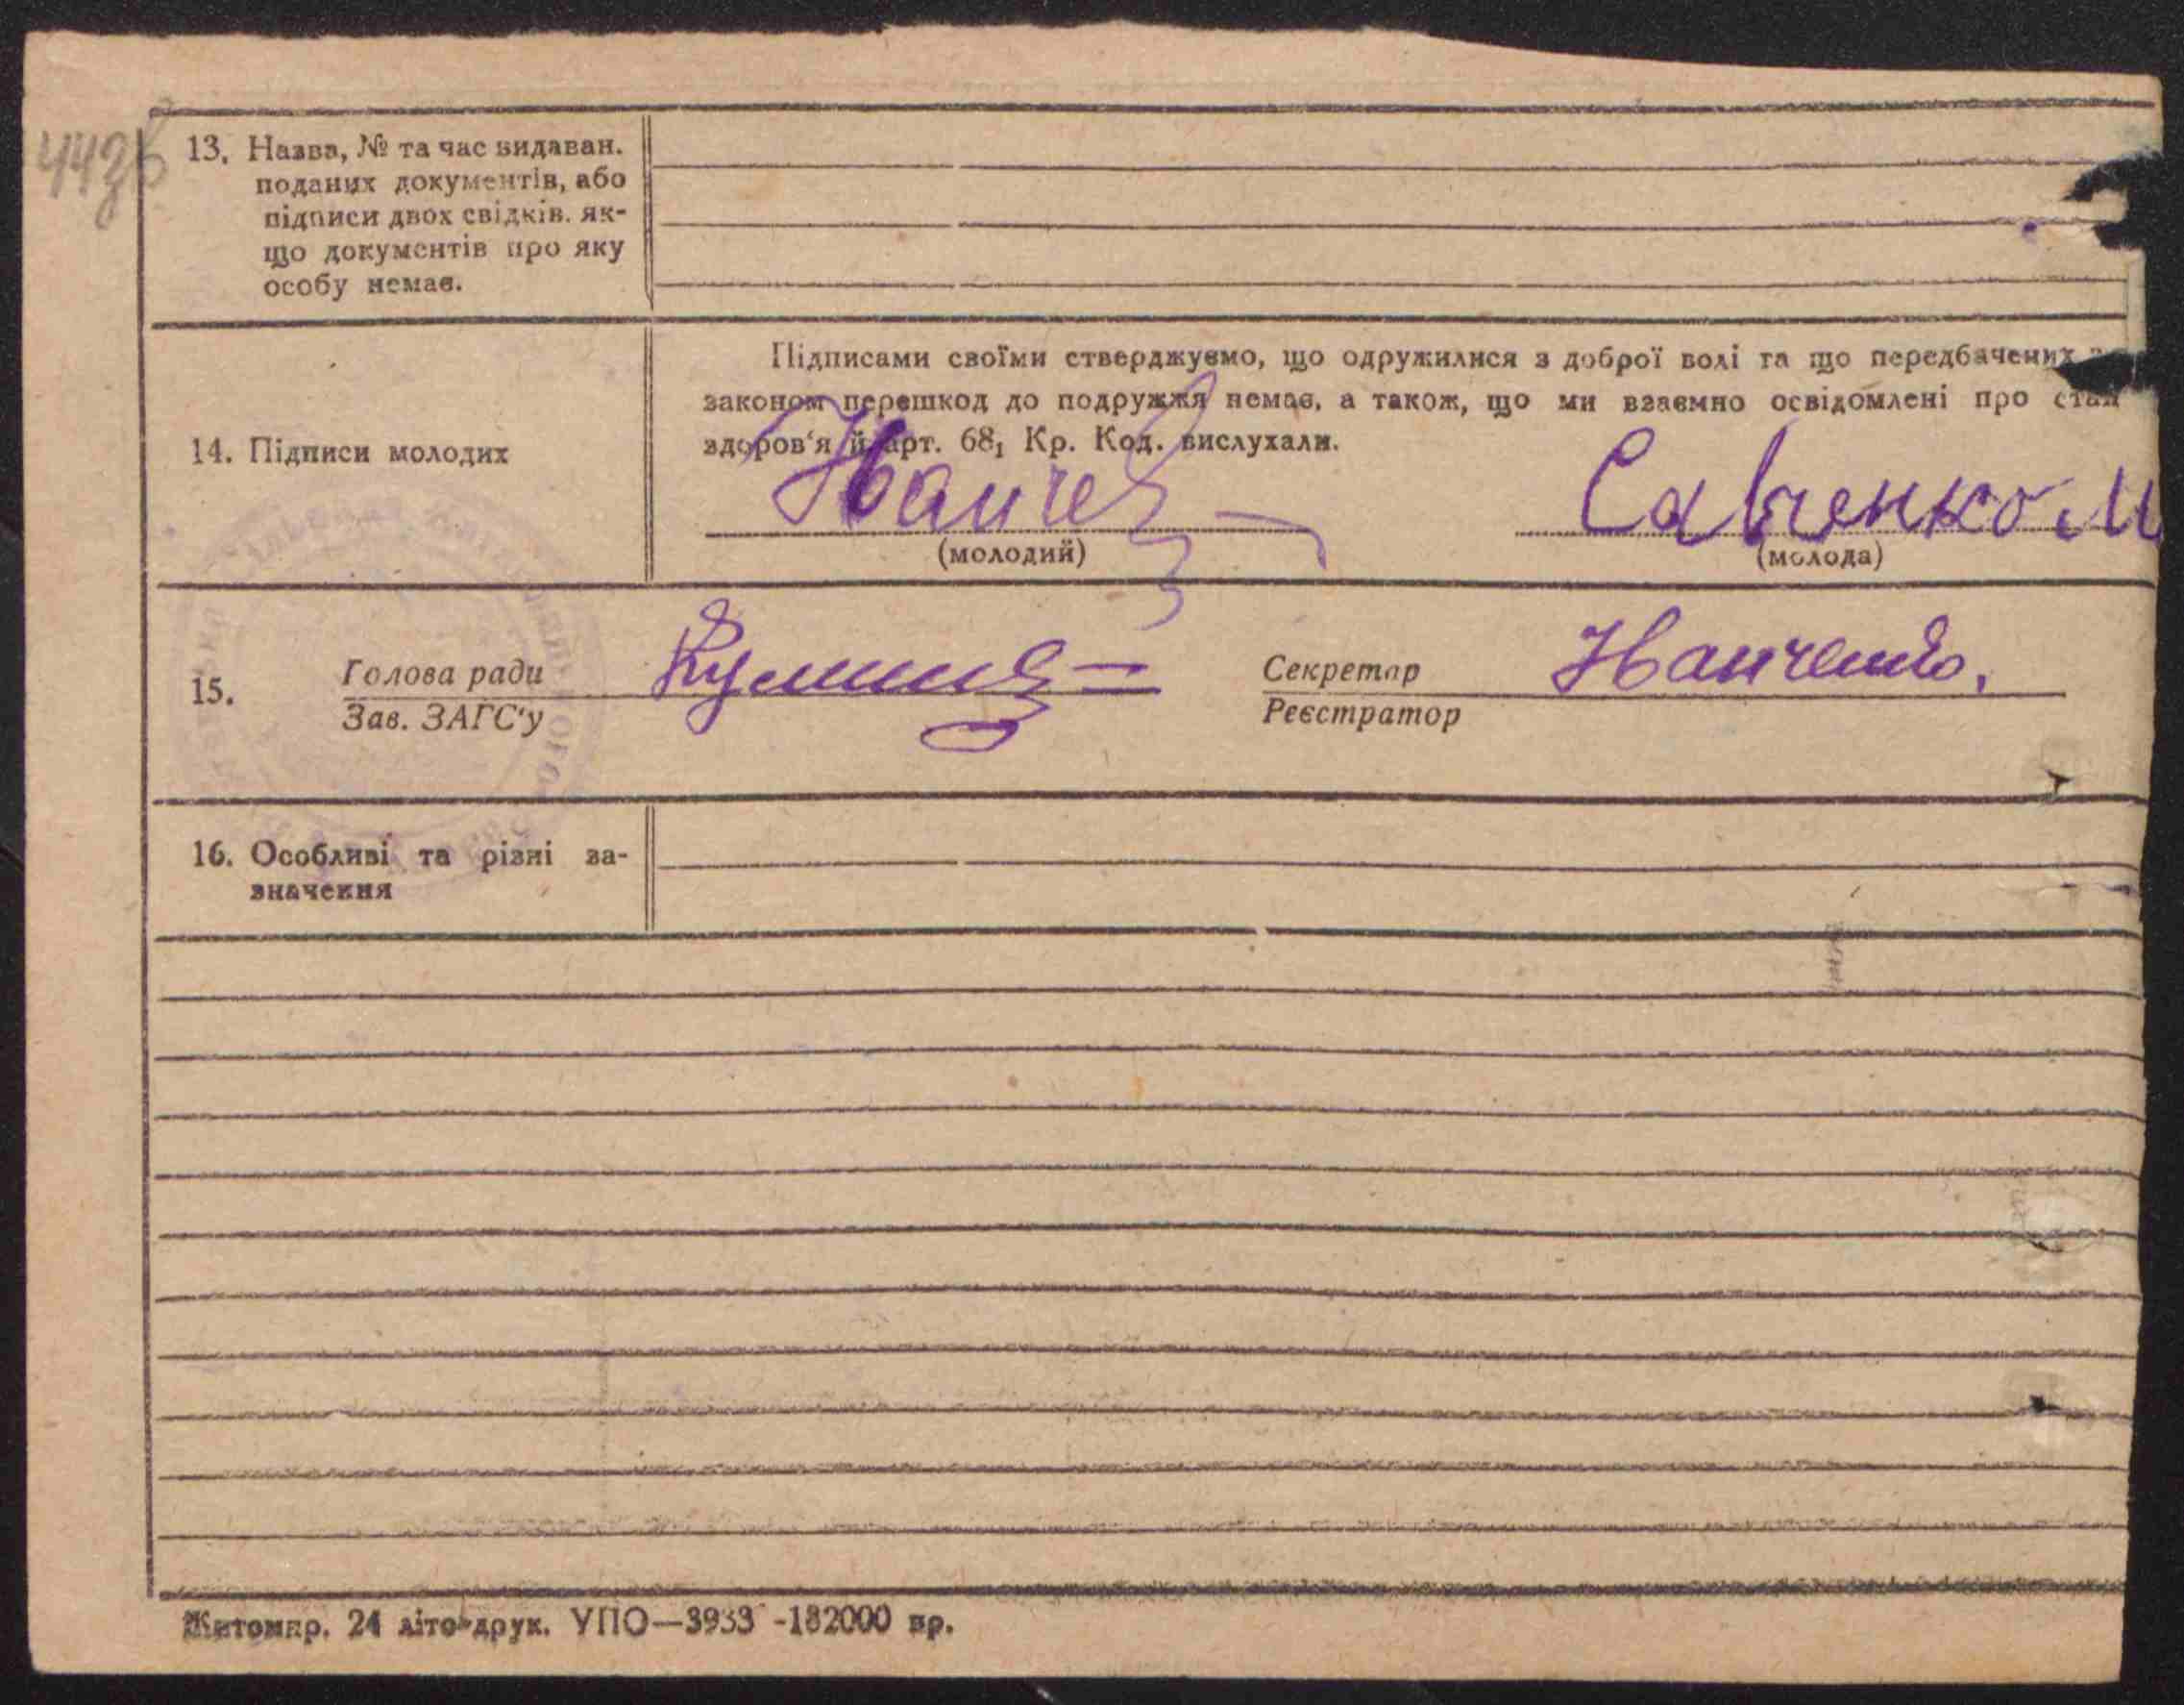 442б
13. Назва, № та час видаван.
поданих документів, або
підписи двох свідків. як-
що документів про яку
особу немає.
Підписами своїми стверджуємо, що одружилися з доброї волі та що передбачених
законом перешкод до подружжя немає, а також, що ми взаємно освідомлені про стан
здоров'я й арт. 68₁ Кр. Код. вислухали.
14. Підписи молодих
Савченко М
(молодий)
(молода)
15.
Голова ради
Зав. ЗАГС'у
Секретар
Реєстратор
Иванченко.
16. Особливі та різні за-
значення
Житомир. 24 літо-друк. УПО—3933 -182000 пр.